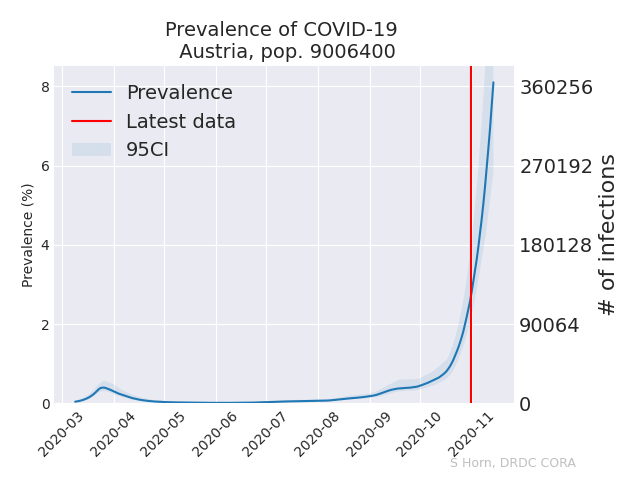 Prevalence of COVID-19
Austria, pop. 9006400
Prevalence
Latest data
95CI
Prevalence (%)
8
6
4
2
0
360256
270192
180128
90064
0
# of infections
2020-03
2020-04
2020-05
2020-06
2020-07
2020-08
2020-09
2020-10
2020-11
S Horn, DRDC CORA